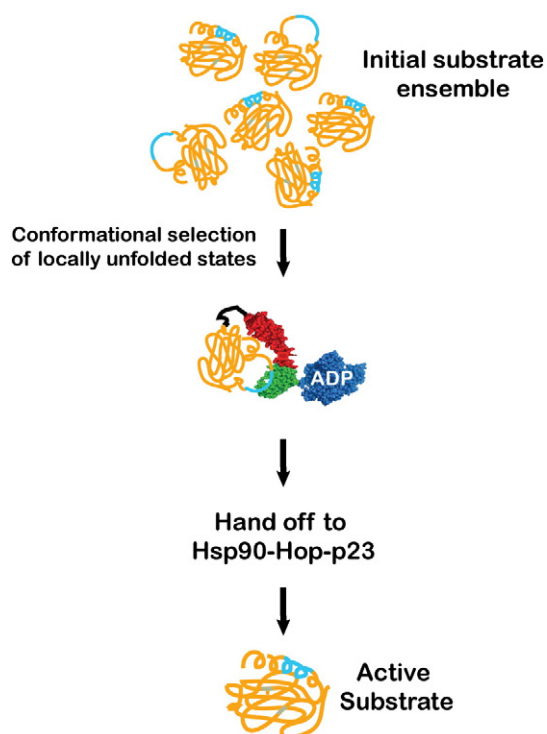 Initial substrate
ensemble
Conformational selection
of locally unfolded states
ADP
Hand off to
Hsp90-Hop-p23
Active
Substrate